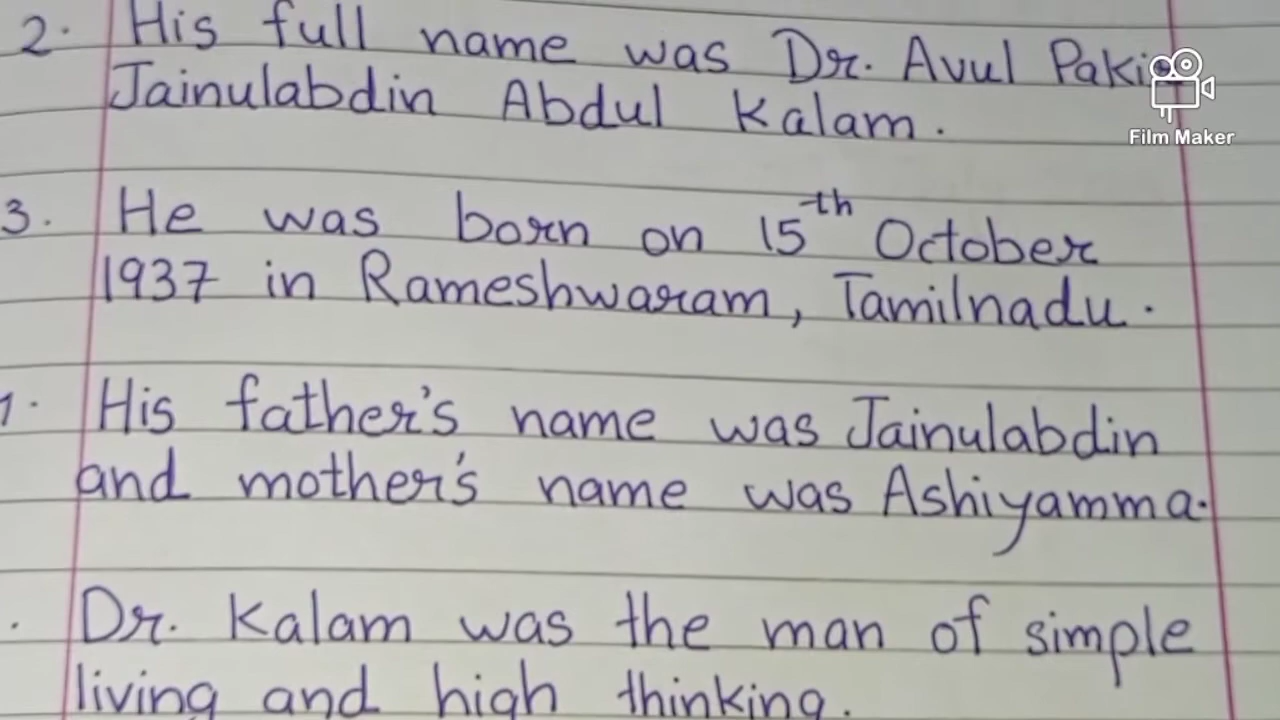 2. His full name was Dr. Avul Pakir
Jainulabdin Abdul Kalam.
Film Maker
3. He was born on 15th October
1937 in Rameshwaram, Tamilnadu.
His father's name was Jainulabdin
and mother's name was Ashiyamma.
. Dr. Kalam was the man of simple
living and high thinking.